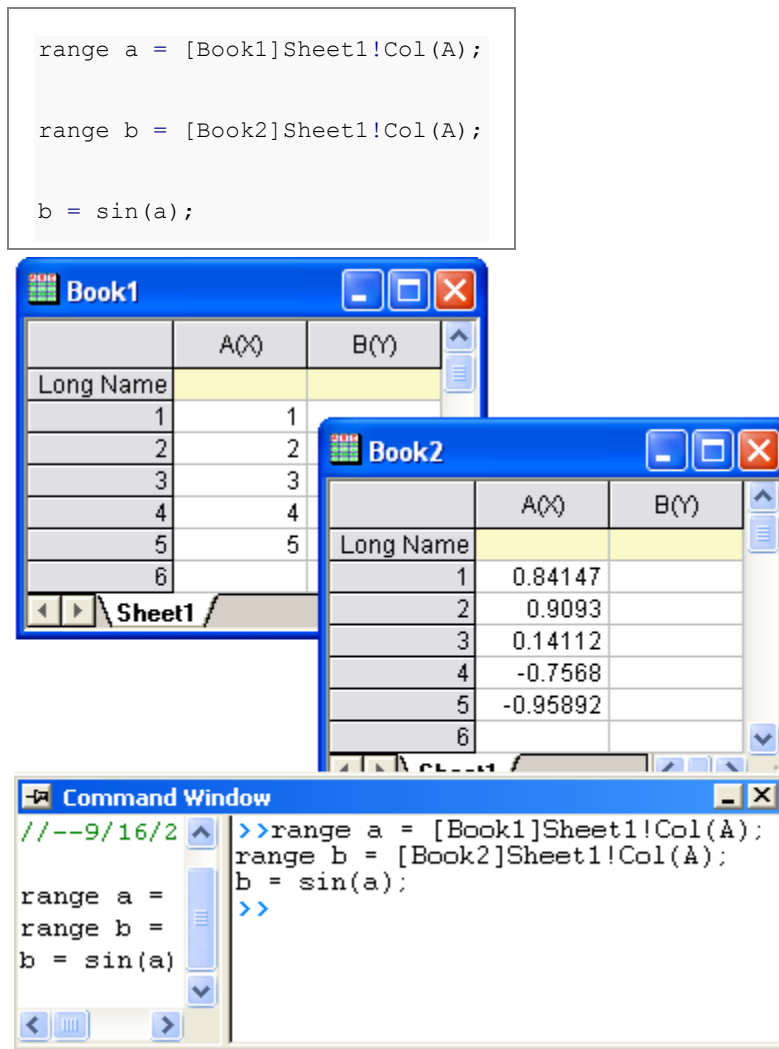 range a = [Book1]Sheet1!Col(A);
range b = [Book2]Sheet1!Col(A);
b = sin(a);
Book1
A(X) B(Y)
Long Name
1 1
2 2
3 3
4 4
5 5
6
Sheet1
Book2
A(X) B(Y)
Long Name
1 0.84147
2 0.9093
3 0.14112
4 -0.7568
5 -0.95892
6
Sheet1
Command Window
//--9/16/2
range a =
range b =
b = sin(a)
>>range a = [Book1]Sheet1!Col(A);
range b = [Book2]Sheet1!Col(A);
b = sin(a);
>>